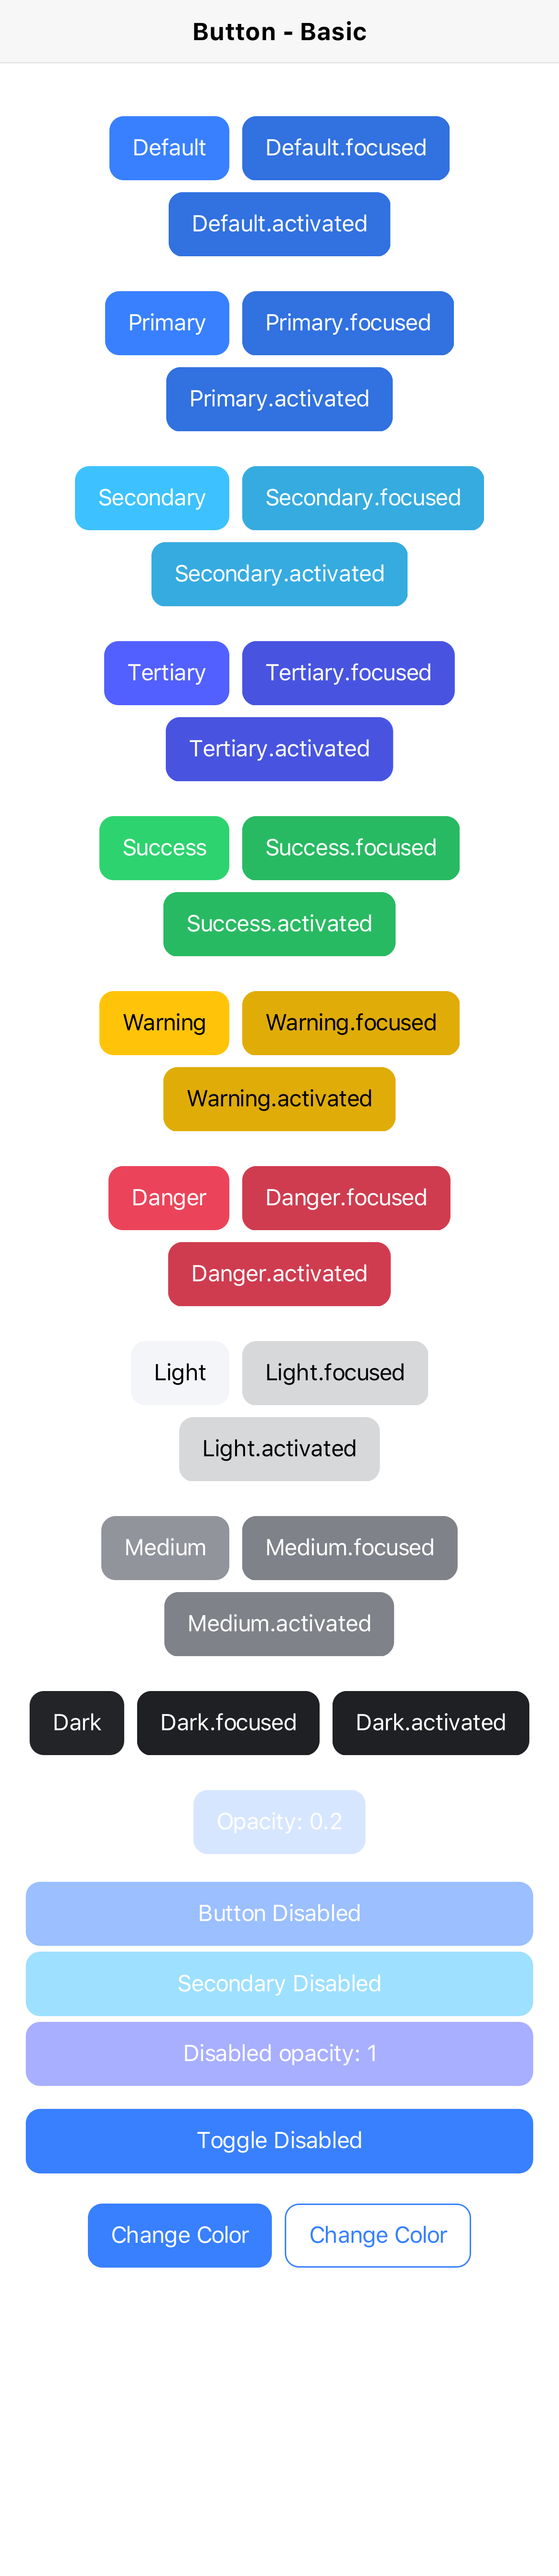 Button - Basic
Default Default.focused
Default.activated
Primary Primary.focused
Primary.activated
Secondary Secondary.focused
Secondary.activated
Tertiary Tertiary.focused
Tertiary.activated
Success Success.focused
Success.activated
Warning Warning.focused
Warning.activated
Danger Danger.focused
Danger.activated
Light Light.focused
Light.activated
Medium Medium.focused
Medium.activated
Dark Dark.focused Dark.activated
Opacity: 0.2
Button Disabled
Secondary Disabled
Disabled opacity: 1
Toggle Disabled
Change Color Change Color